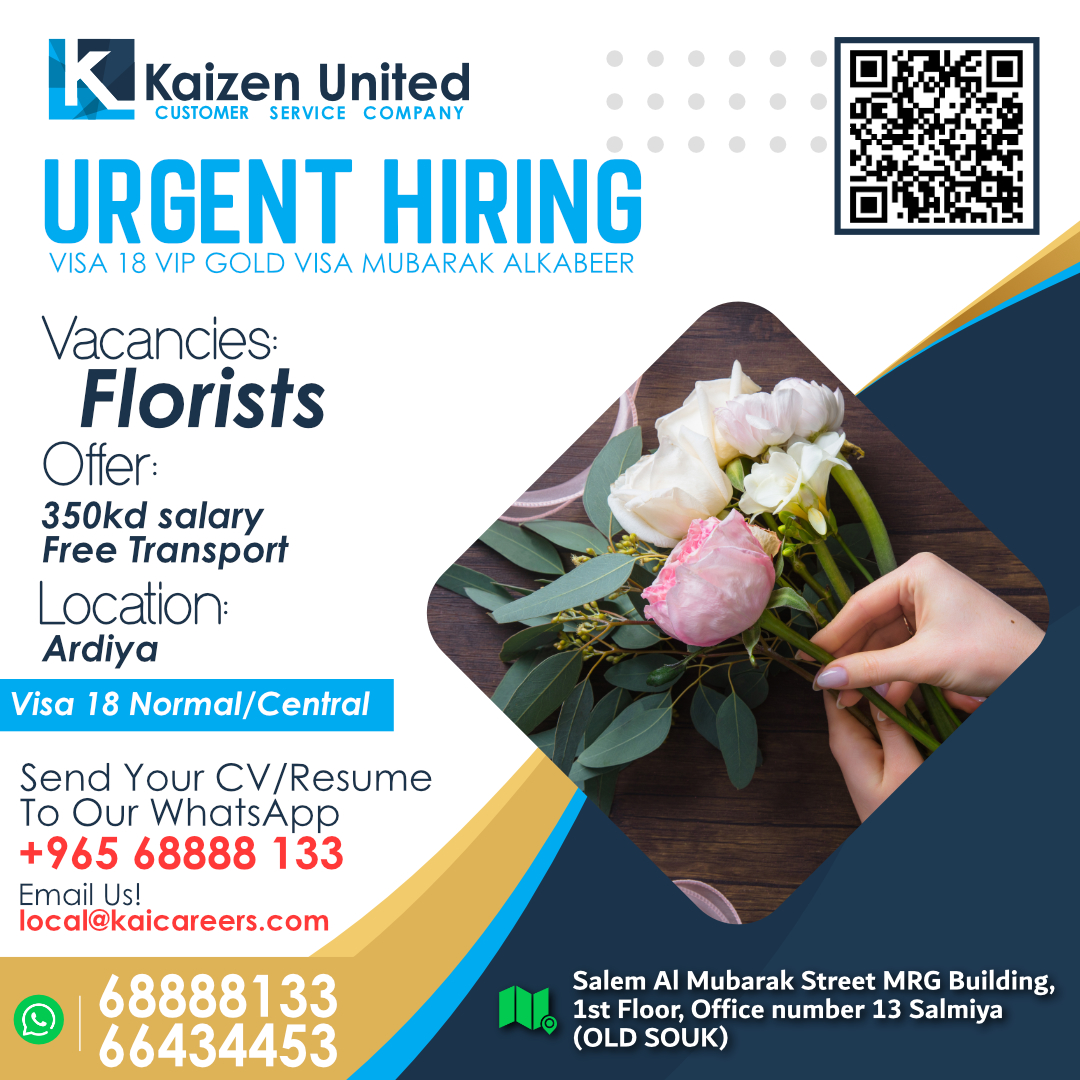 K
Kaizen United
CUSTOMER SERVICE COMPANY
URGENT HIRING
VISA 18 VIP GOLD VISA MUBARAK ALKABEER
Vacancies:
Florists
Offer:
350kd salary
Free Transport
Location:
Ardiya
Visa 18 Normal/Central
Send Your CV/Resume
To Our WhatsApp
+965 68888 133
Email Us!
local@kaicareers.com
68888133
66434453
Salem Al Mubarak Street MRG Building,
1st Floor, Office number 13 Salmiya
(OLD SOUK)